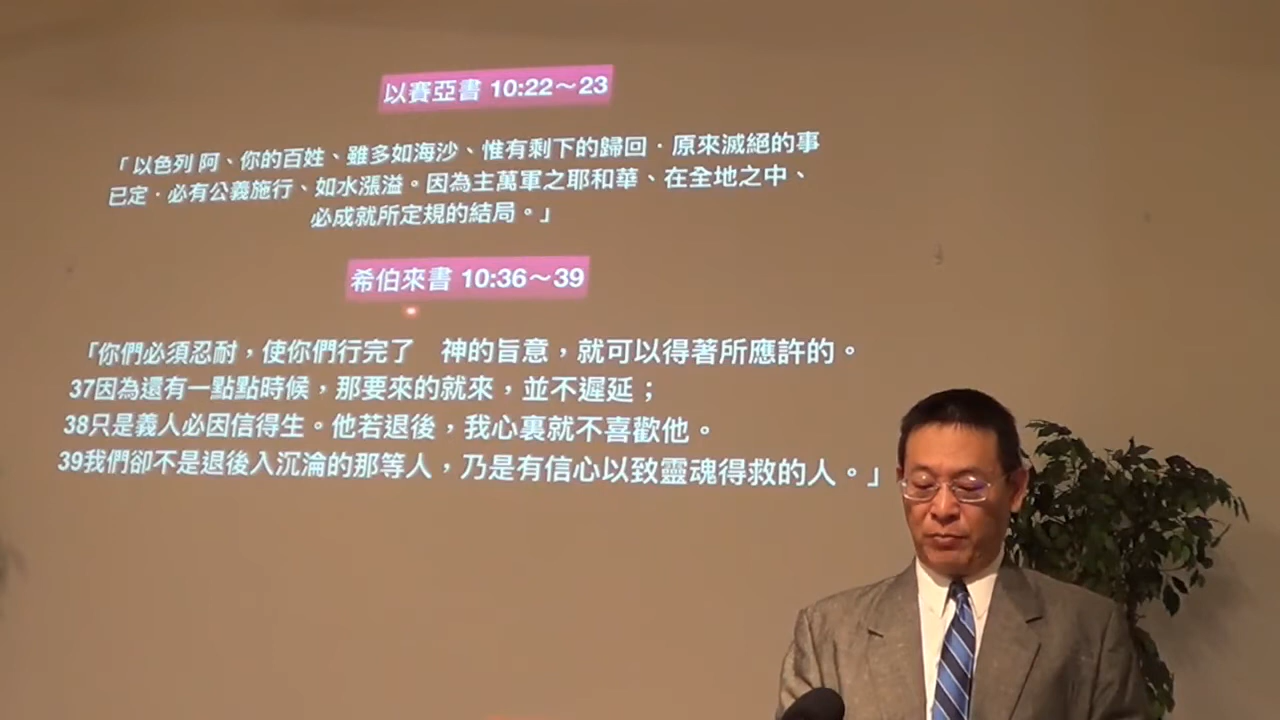 以賽亞書 10:22～23
「以色列 阿、你的百姓、雖多如海沙、惟有剩下的歸回．原來滅絕的事
已定．必有公義施行、如水漲溢。因為主萬軍之耶和華、在全地之中、
必成就所定規的結局。」
希伯來書 10:36～39
「你們必須忍耐，使你們行完了　神的旨意，就可以得著所應許的。
37因為還有一點點時候，那要來的就來，並不遲延；
38只是義人必因信得生。他若退後，我心裏就不喜歡他。
39我們卻不是退後入沉淪的那等人，乃是有信心以致靈魂得救的人。」